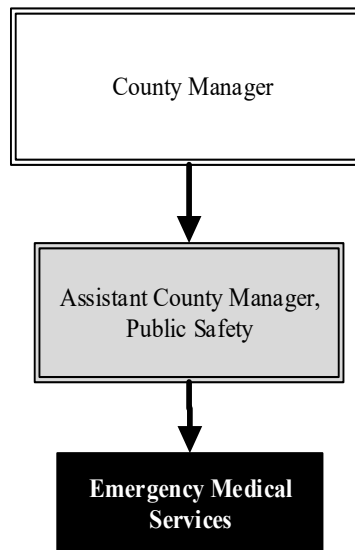 County Manager
Assistant County Manager,
Public Safety
Emergency Medical
Services